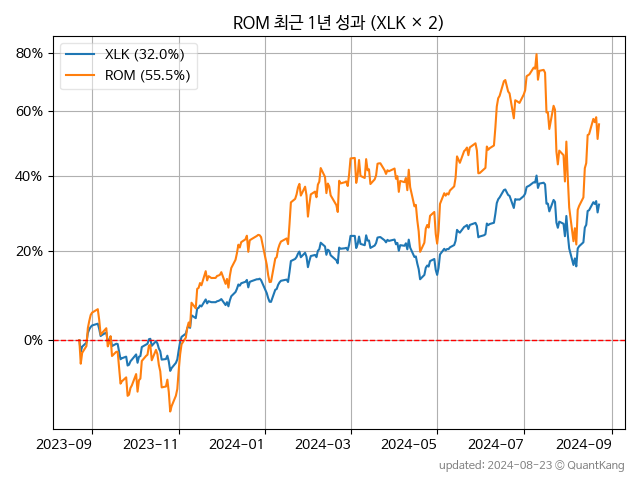 ROM 최근 1년 성과 (XLK × 2)
XLK (32.0%)
ROM (55.5%)
80%
60%
40%
20%
0%
2023-09 2023-11 2024-01 2024-03 2024-05 2024-07 2024-09
updated: 2024-08-23 © QuantKang